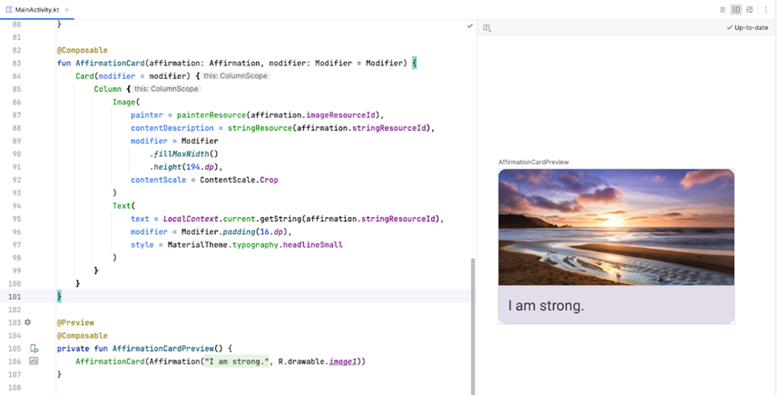 MainActivity.kt
Up-to-date
80 }
81
82 @Composable
83 fun AffirmationCard(affirmation: Affirmation, modifier: Modifier = Modifier) {
84 Card(modifier = modifier) { this: ColumnScope
85 Column { this: ColumnScope
86 Image(
87 painter = painterResource(affirmation.imageResourceId),
88 contentDescription = stringResource(affirmation.stringResourceId),
89 modifier = Modifier
90 .fillMaxWidth()
91 .height(194.dp),
92 contentScale = ContentScale.Crop
93 )
94 Text(
95 text = LocalContext.current.getString(affirmation.stringResourceId),
96 modifier = Modifier.padding(16.dp),
97 style = MaterialTheme.typography.headlineSmall
98 )
99 }
100 }
101 }
102
103 @Preview
104 @Composable
105 private fun AffirmationCardPreview() {
106 AffirmationCard(Affirmation("I am strong.", R.drawable.image1))
107 }
108
AffirmationCardPreview
I am strong.